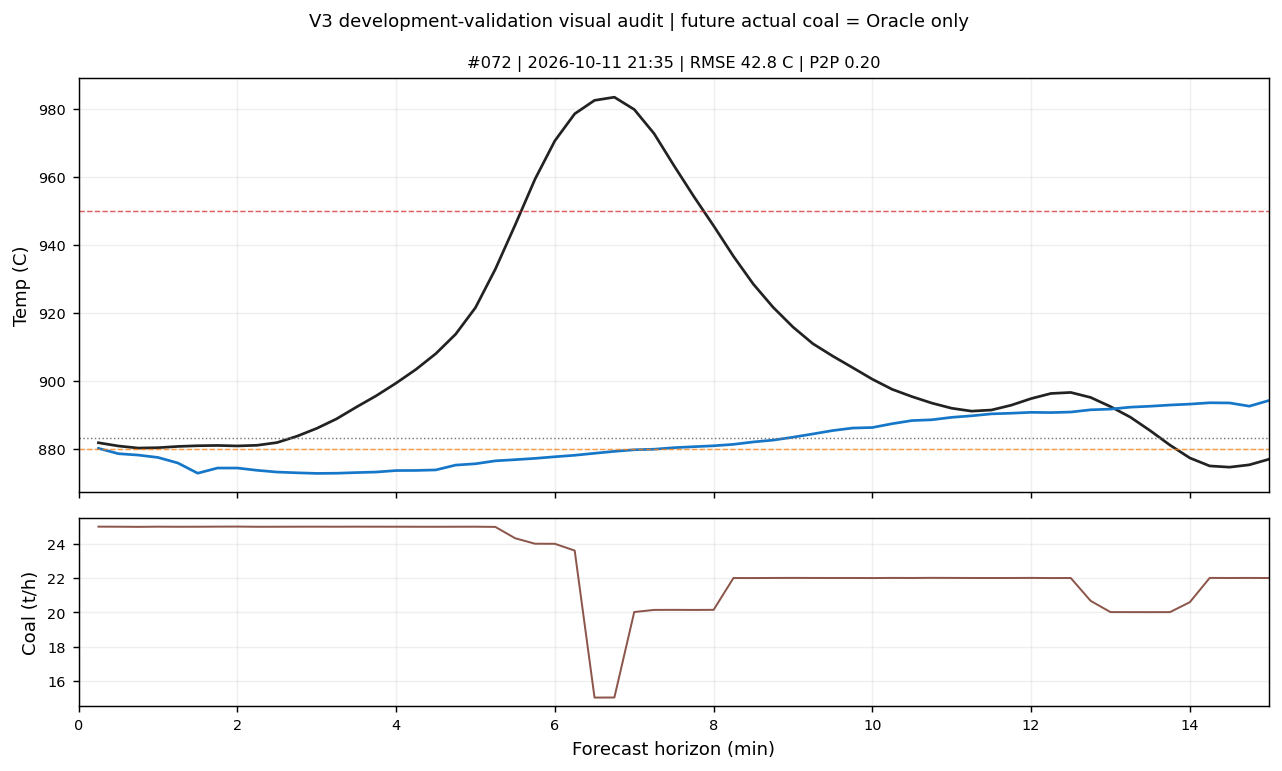 V3 development-validation visual audit | future actual coal = Oracle only
#072 | 2026-10-11 21:35 | RMSE 42.8 C | P2P 0.20
980
960
940
920
900
880
Temp (C)
24
22
20
18
16
Coal (t/h)
0 2 4 6 8 10 12 14
Forecast horizon (min)